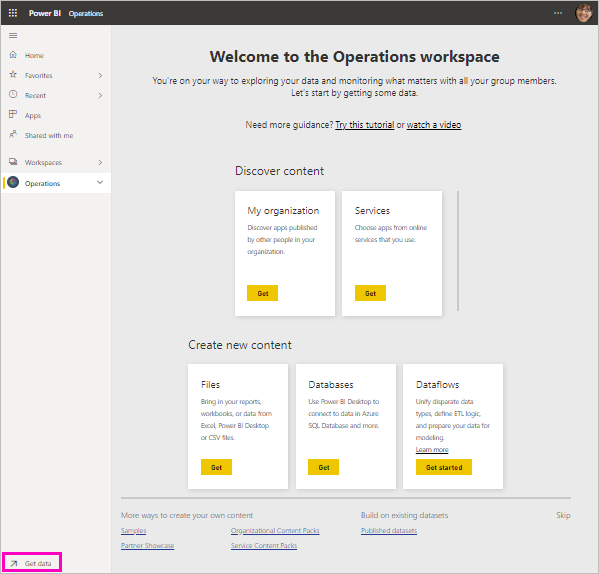 Power BI Operations
Home
Favorites
Recent
Apps
Shared with me
Workspaces
Operations
Get data
Welcome to the Operations workspace
You're on your way to exploring your data and monitoring what matters with all your group members.
Let's start by getting some data.
Need more guidance? Try this tutorial or watch a video
Discover content
My organization
Discover apps published
by other people in your
organization.
Get
Services
Choose apps from online
services that you use.
Get
Create new content
Files
Bring in your reports,
workbooks, or data from
Excel, Power BI Desktop
or CSV files.
Get
Databases
Use Power BI Desktop to
connect to data in Azure
SQL Database and more.
Get
Dataflows
Unify disparate data
types, define ETL logic,
and prepare your data for
modeling.
Learn more
Get started
More ways to create your own content
Samples
Organizational Content Packs
Partner Showcase
Service Content Packs
Build on existing datasets
Published datasets
Skip